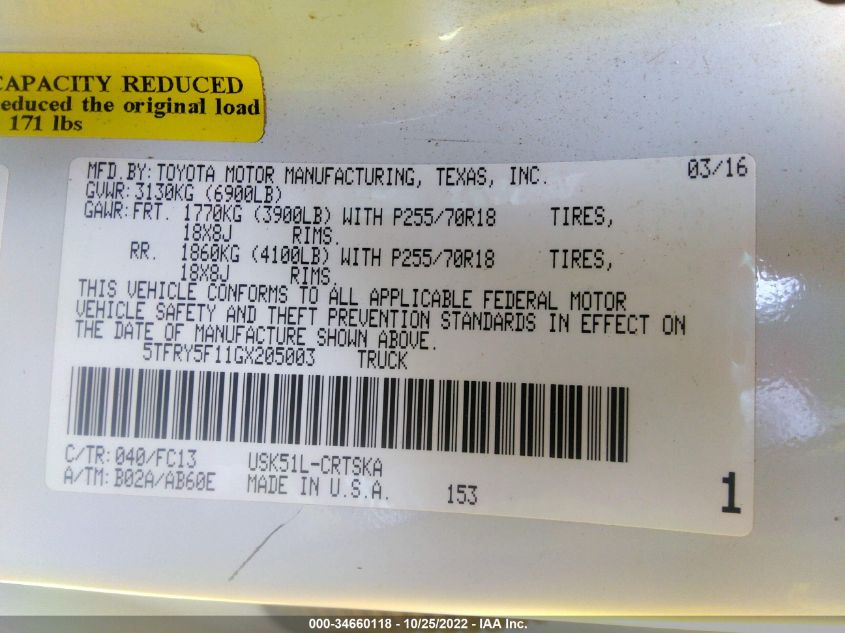 CAPACITY REDUCED
educed the original load
171 lbs
MFD.BY: TOYOTA MOTOR MANUFACTURING, TEXAS, INC. 03/16
GVWR: 3130KG (6900LB)
GAWR: FRT. 1770KG (3900LB) WITH P255/70R18 TIRES,
18X8J RIMS.
RR. 1860KG (4100LB) WITH P255/70R18 TIRES,
18X8J RIMS.
THIS VEHICLE CONFORMS TO ALL APPLICABLE FEDERAL MOTOR
VEHICLE SAFETY AND THEFT PREVENTION STANDARDS IN EFFECT ON
THE DATE OF MANUFACTURE SHOWN ABOVE.
5TFRY5F11GX205003 TRUCK
C/TR: 040/FC13 USK51L-CRTSKA
A/TM: B02A/AB60E MADE IN U.S.A. 153 1
000-34660118 - 10/25/2022 - IAA Inc.